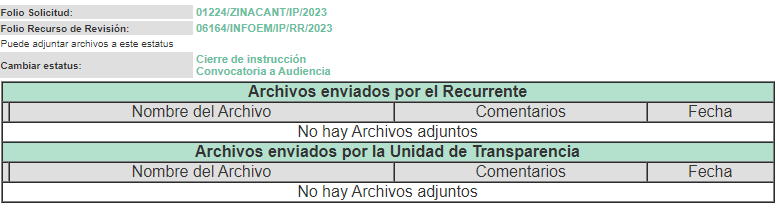 Folio Solicitud: 01224/ZINACANT/IP/2023
Folio Recurso de Revisión: 06164/INFOEM/IP/RR/2023
Puede adjuntar archivos a este estatus
Cambiar estatus: Cierre de instrucción
Convocatoria a Audiencia
Archivos enviados por el Recurrente
Nombre del Archivo Comentarios Fecha
No hay Archivos adjuntos
Archivos enviados por la Unidad de Transparencia
Nombre del Archivo Comentarios Fecha
No hay Archivos adjuntos